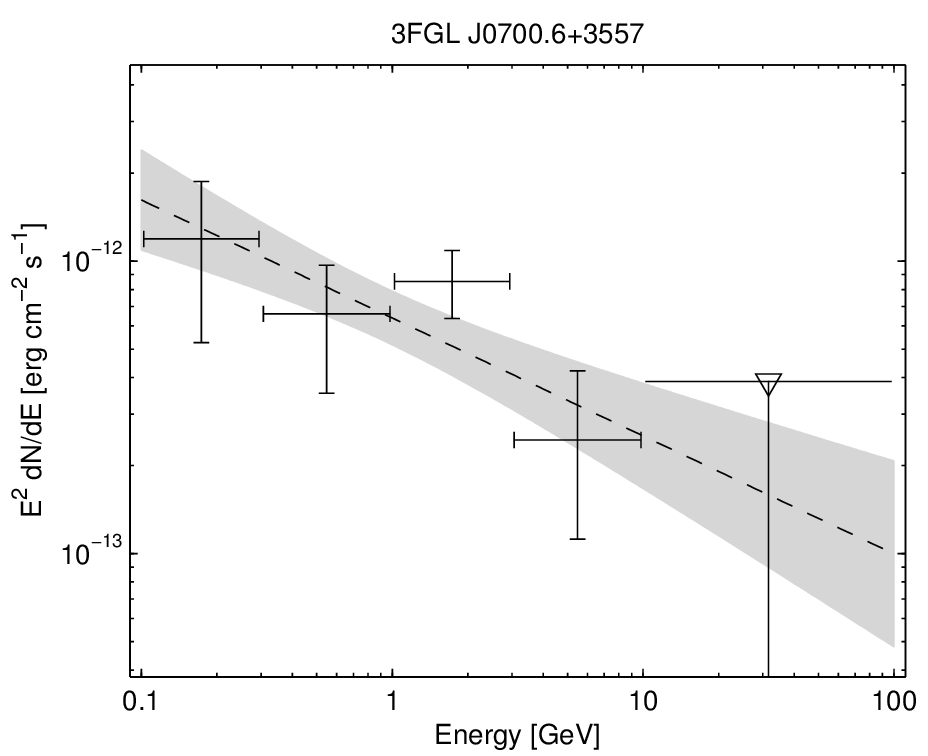 3FGL J0700.6+3557
E² dN/dE [erg cm⁻² s⁻¹]
10⁻¹²
10⁻¹³
0.1 1 10 100
Energy [GeV]